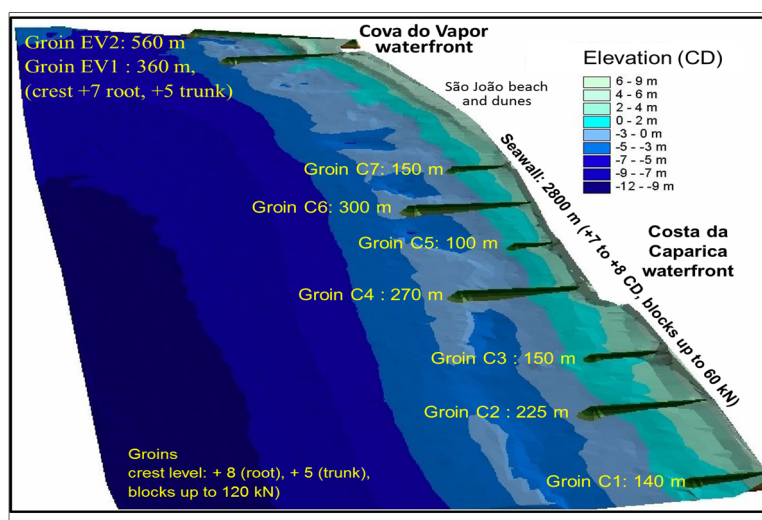 Groin EV2: 560 m
Groin EV1 : 360 m,
(crest +7 root, +5 trunk)
Cova do Vapor
waterfront
São João beach
and dunes
Elevation (CD)
6 - 9 m
4 - 6 m
2 - 4 m
0 - 2 m
-3 - 0 m
-5 - -3 m
-7 - -5 m
-9 - -7 m
-12 - -9 m
Seawall: 2800 m (+7 to +8 CD, blocks up to 60 kN)
Groin C7: 150 m
Groin C6: 300 m
Groin C5: 100 m
Costa da
Caparica
waterfront
Groin C4 : 270 m
Groin C3 : 150 m
Groin C2 : 225 m
Groin C1: 140 m
Groins
crest level: + 8 (root), + 5 (trunk),
blocks up to 120 kN)